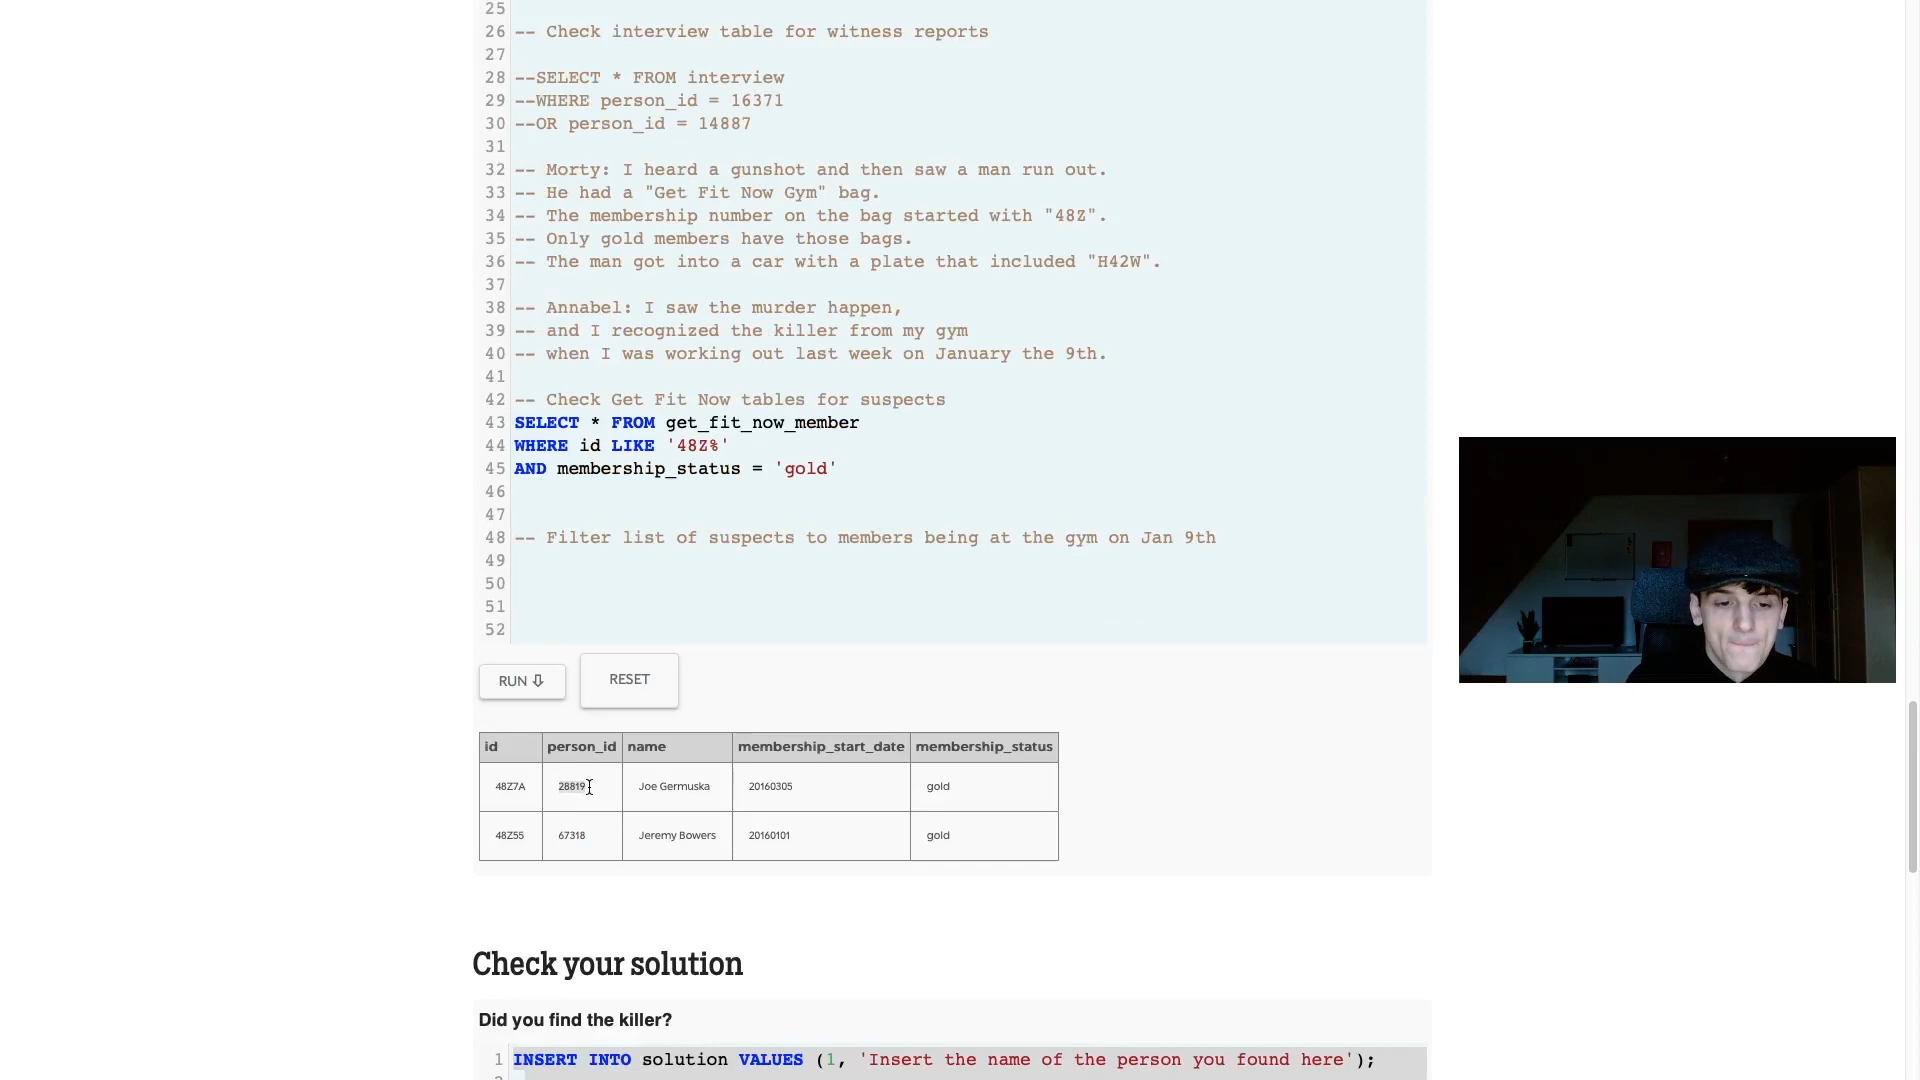 25
26 -- Check interview table for witness reports
27
28 --SELECT * FROM interview
29 --WHERE person_id = 16371
30 --OR person_id = 14887
31
32 -- Morty: I heard a gunshot and then saw a man run out.
33 -- He had a "Get Fit Now Gym" bag.
34 -- The membership number on the bag started with "48Z".
35 -- Only gold members have those bags.
36 -- The man got into a car with a plate that included "H42W".
37
38 -- Annabel: I saw the murder happen,
39 -- and I recognized the killer from my gym
40 -- when I was working out last week on January the 9th.
41
42 -- Check Get Fit Now tables for suspects
43 SELECT * FROM get_fit_now_member
44 WHERE id LIKE '48Z%'
45 AND membership_status = 'gold'
46
47
48 -- Filter list of suspects to members being at the gym on Jan 9th
49
50
51
52
RUN ⇩ RESET
id person_id name membership_start_date membership_status
48Z7A 28819 Joe Germuska 20160305 gold
48Z55 67318 Jeremy Bowers 20160101 gold
Check your solution
Did you find the killer?
1 INSERT INTO solution VALUES (1, 'Insert the name of the person you found here');